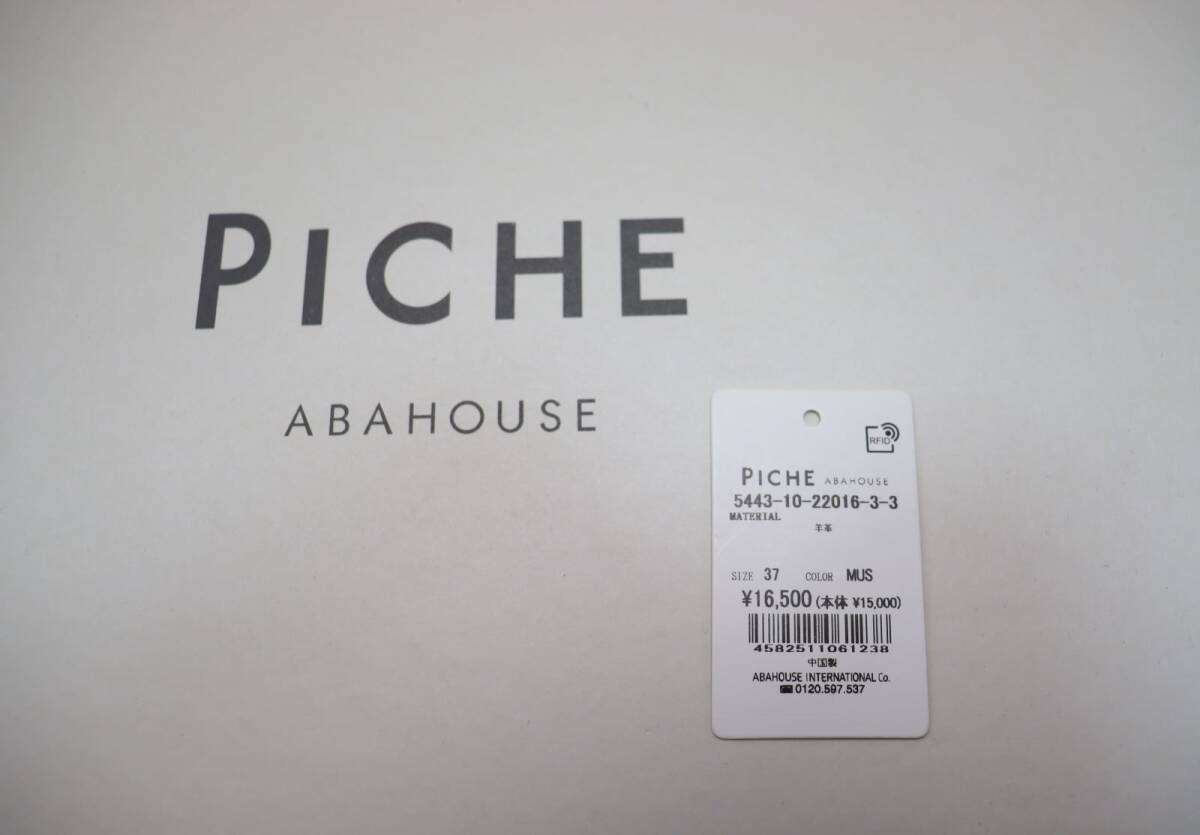 PICHE
ABAHOUSE
RFID
PICHE ABAHOUSE
5443-10-22016-3-3
MATERIAL
羊革
SIZE 37 COLOR MUS
¥16,500(本体 ¥15,000)
4582511061238
中国製
ABAHOUSE INTERNATIONAL Co.
0120.597.537